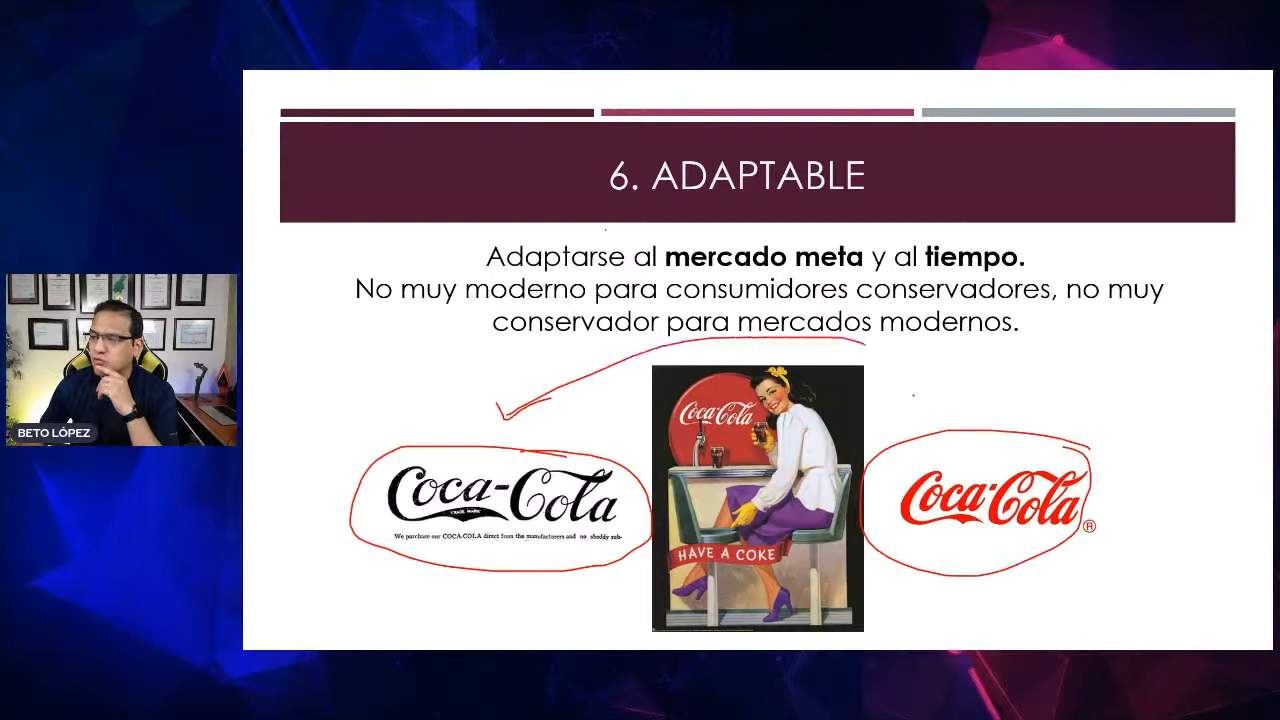 6. ADAPTABLE
Adaptarse al mercado meta y al tiempo.
No muy moderno para consumidores conservadores, no muy
conservador para mercados modernos.
Coca-Cola
TRADE MARK
We purchase our COCA-COLA direct from the manufacturers and no shoddy sub-
Coca-Cola
HAVE A COKE
Coca-Cola
®
BETO LÓPEZ